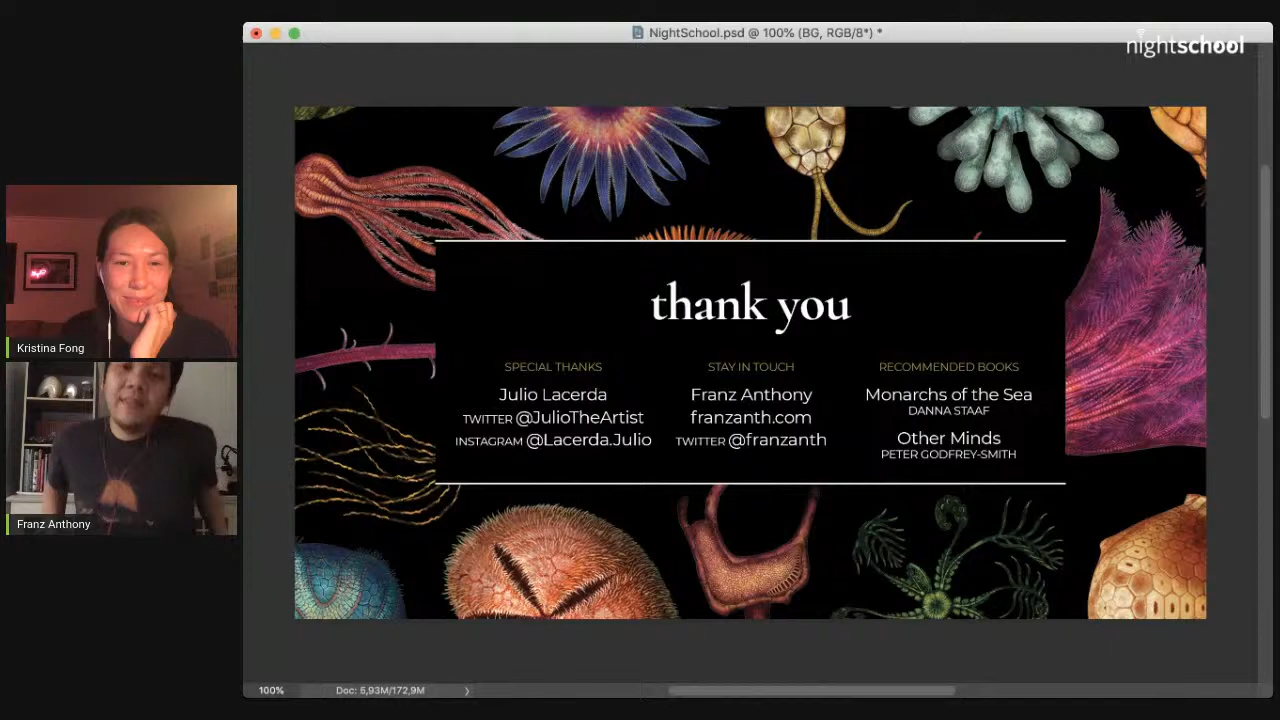 NightSchool.psd @ 100% (BG, RGB/8*) *
nightschool
thank you
SPECIAL THANKS
Julio Lacerda
TWITTER @JulioTheArtist
INSTAGRAM @Lacerda.Julio
STAY IN TOUCH
Franz Anthony
franzanth.com
TWITTER @franzanth
RECOMMENDED BOOKS
Monarchs of the Sea
DANNA STAAF
Other Minds
PETER GODFREY-SMITH
Kristina Fong
Franz Anthony
100%
Doc: 6,93M/172,9M